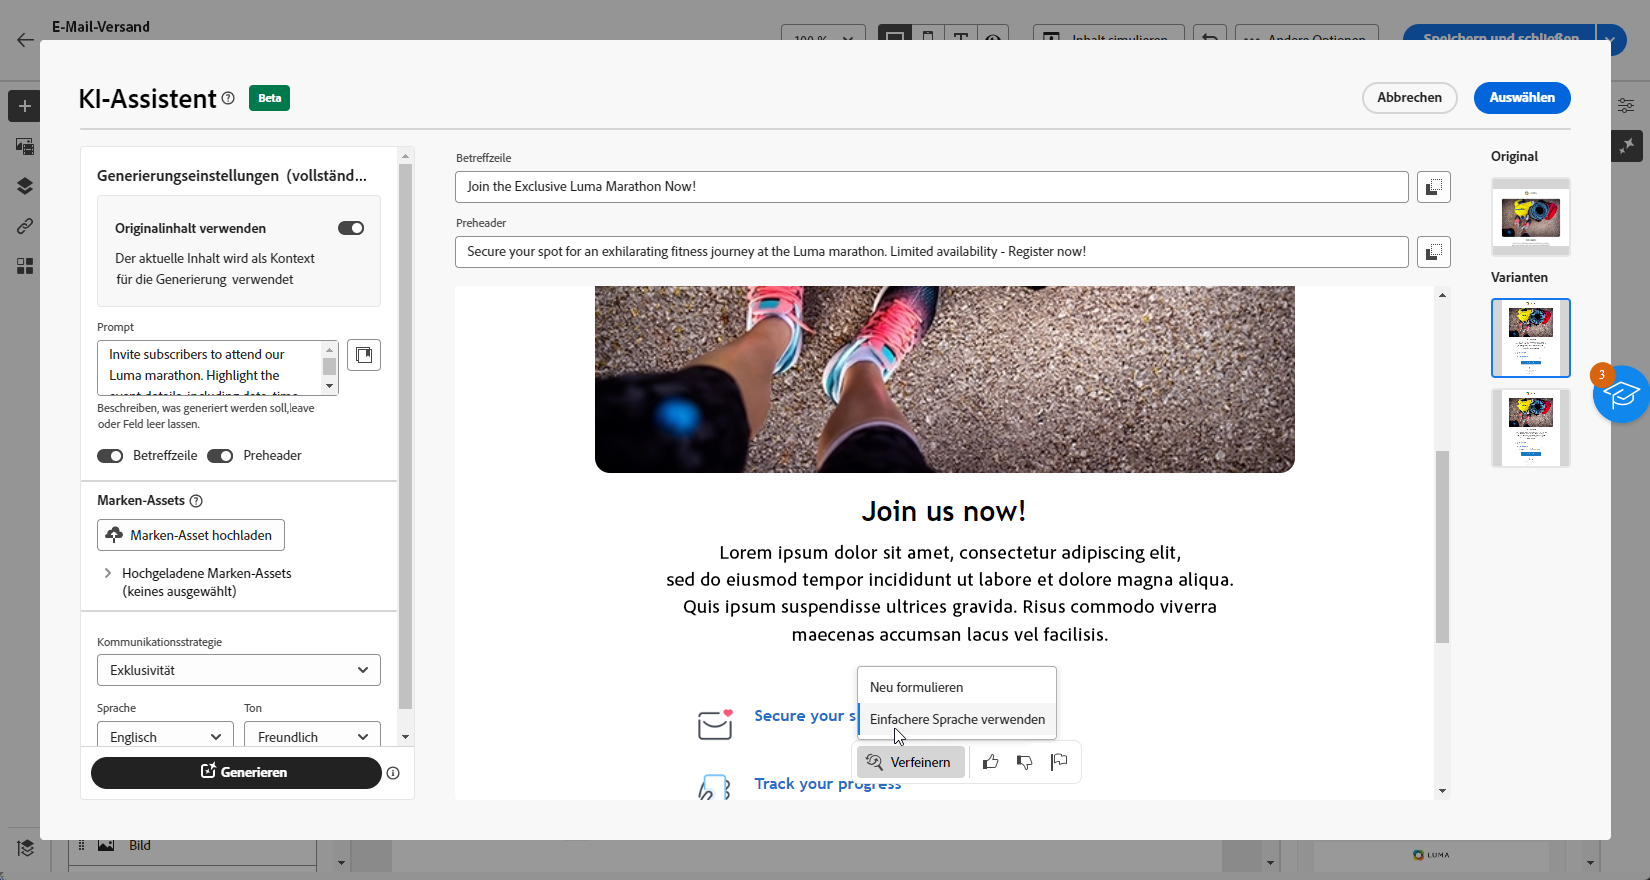 E-Mail-Versand
100 %
Inhalt simulieren
Andere Optionen
Speichern und schließen
KI-Assistent
Beta
Abbrechen
Auswählen
Generierungseinstellungen (vollständ...
Originalinhalt verwenden
Der aktuelle Inhalt wird als Kontext
für die Generierung verwendet
Prompt
Invite subscribers to attend our
Luma marathon. Highlight the
event details, including date, time,
Beschreiben, was generiert werden soll,leave
oder Feld leer lassen.
Betreffzeile
Preheader
Marken-Assets
Marken-Asset hochladen
Hochgeladene Marken-Assets
(keines ausgewählt)
Kommunikationsstrategie
Exklusivität
Sprache
Ton
Englisch
Freundlich
Generieren
Betreffzeile
Join the Exclusive Luma Marathon Now!
Preheader
Secure your spot for an exhilarating fitness journey at the Luma marathon. Limited availability - Register now!
Join us now!
Lorem ipsum dolor sit amet, consectetur adipiscing elit,
sed do eiusmod tempor incididunt ut labore et dolore magna aliqua.
Quis ipsum suspendisse ultrices gravida. Risus commodo viverra
maecenas accumsan lacus vel facilisis.
Neu formulieren
Secure your s
Einfachere Sprache verwenden
Verfeinern
Track your progress
Original
Varianten
3
Bild
LUMA